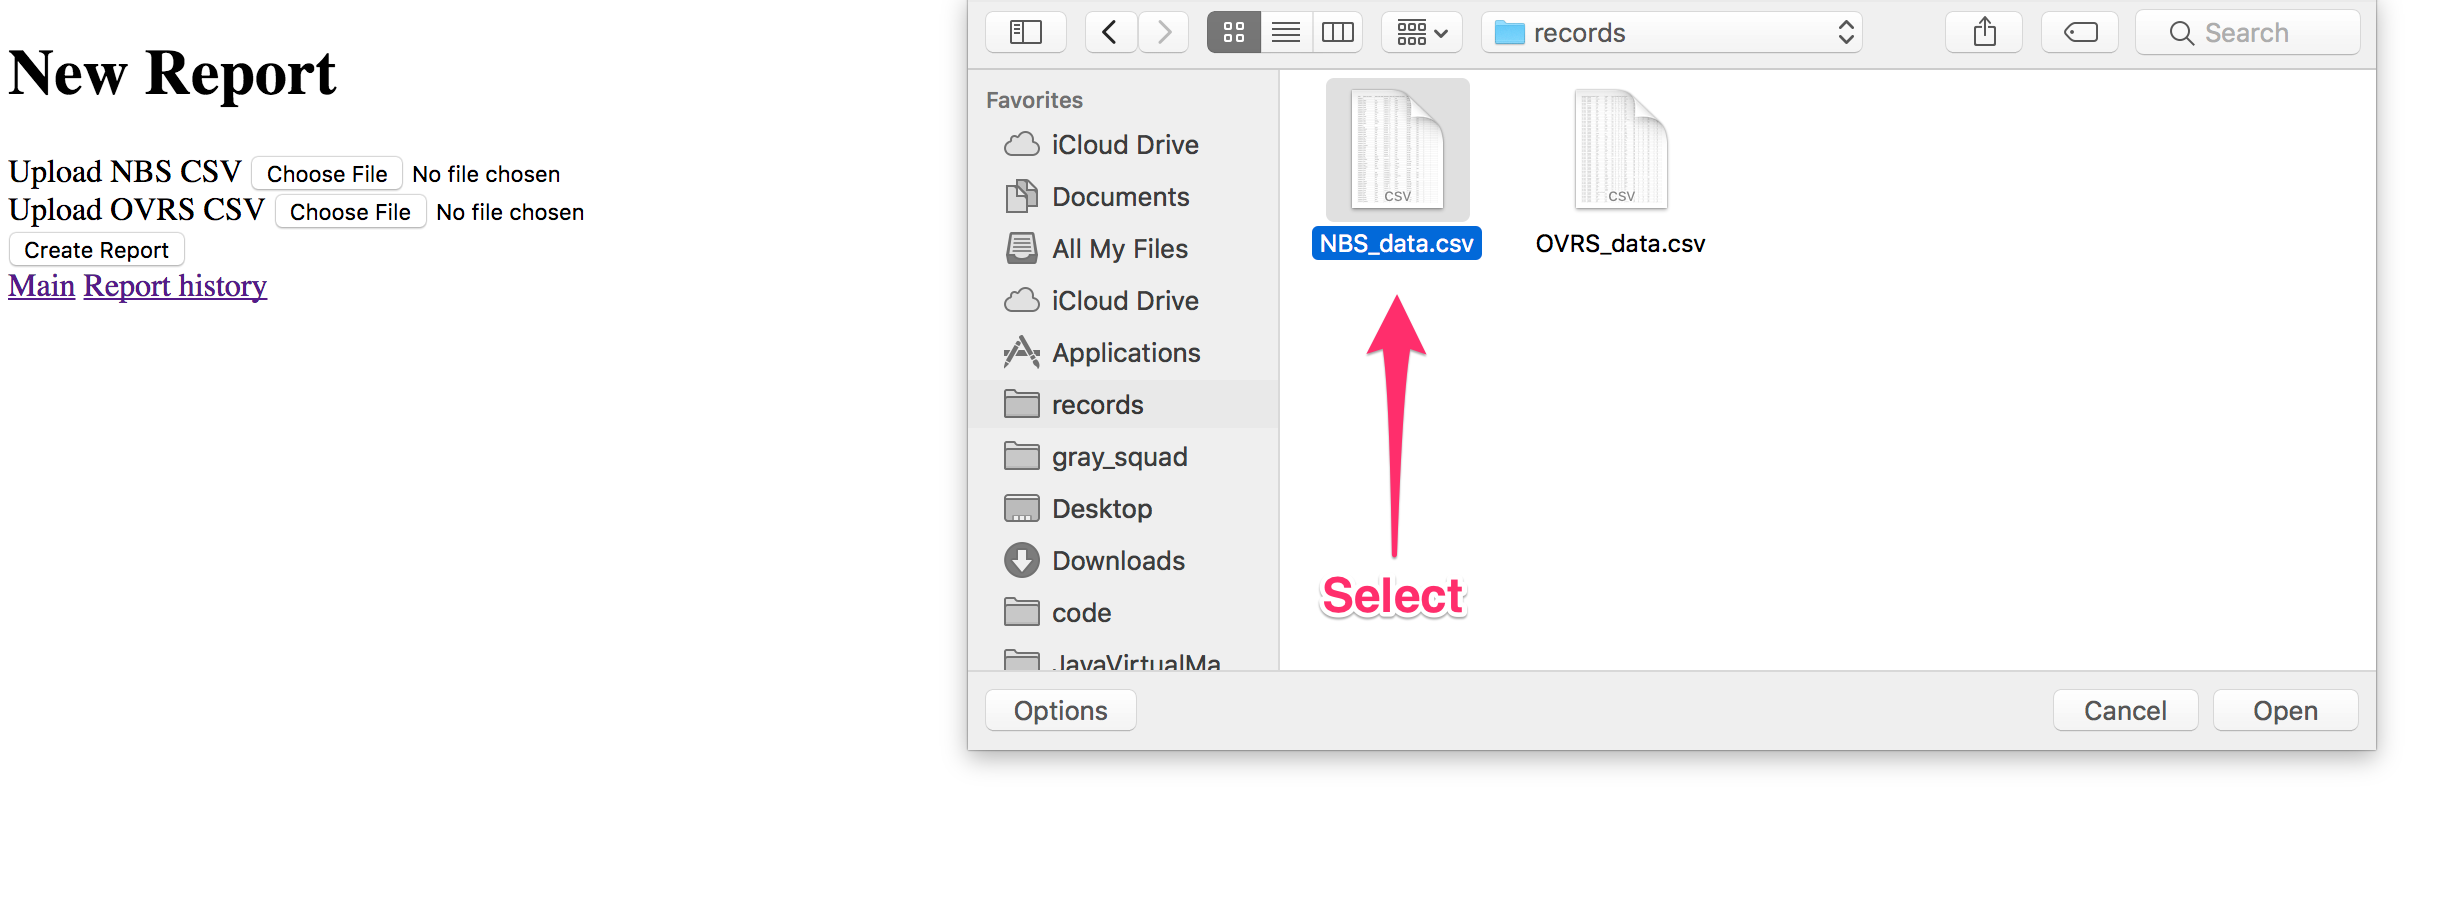 New Report
Upload NBS CSV Choose File No file chosen
Upload OVRS CSV Choose File No file chosen
Create Report
Main Report history
records
Search
Favorites
iCloud Drive
Documents
All My Files
iCloud Drive
Applications
records
gray_squad
Desktop
Downloads
code
JavaVirtualMa
CSV
NBS_data.csv
CSV
OVRS_data.csv
Select
Options
Cancel
Open